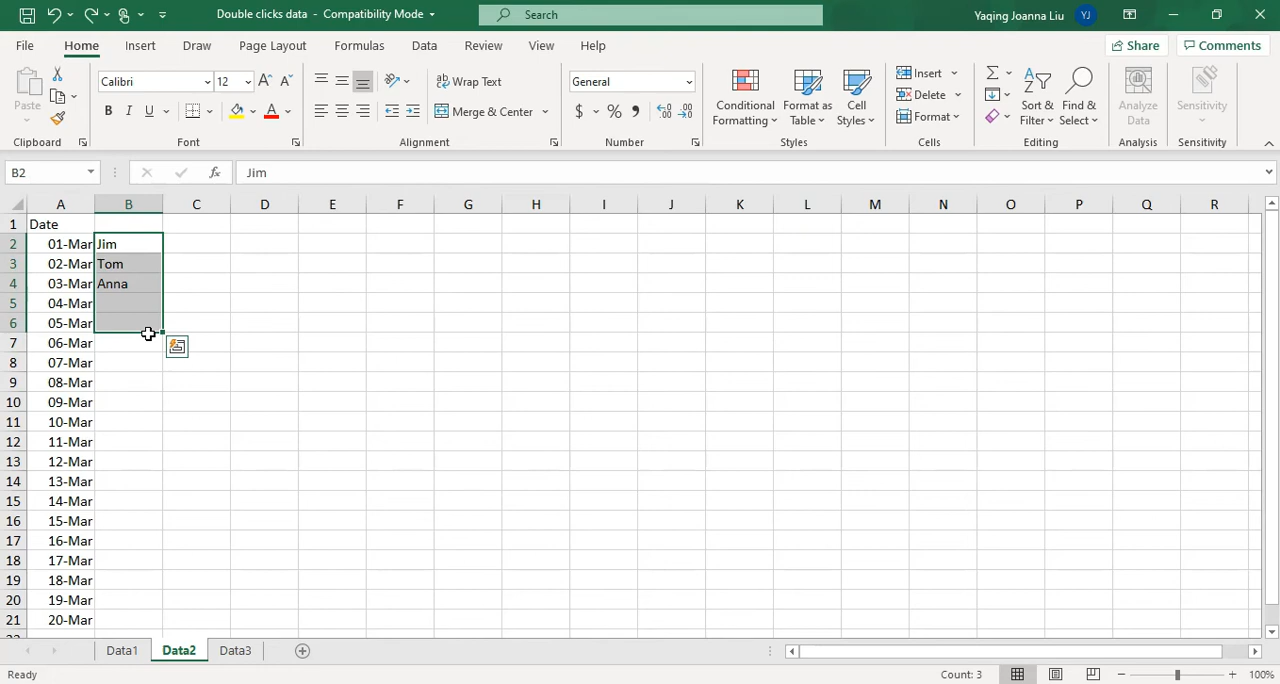 Double clicks data - Compatibility Mode
Search
Yaqing Joanna Liu YJ
File Home Insert Draw Page Layout Formulas Data Review View Help Share Comments
Paste
Calibri 12
Wrap Text
General
Conditional Formatting
Format as Table
Cell Styles
Insert
Delete
Format
Sort & Filter
Find & Select
Analyze Data
Sensitivity
B I U
Merge & Center
$ % ,
Clipboard Font Alignment Number Styles Cells Editing Analysis Sensitivity
B2 fx Jim
A B C D E F G H I J K L M N O P Q R
1 Date
2 01-Mar Jim
3 02-Mar Tom
4 03-Mar Anna
5 04-Mar
6 05-Mar
7 06-Mar
8 07-Mar
9 08-Mar
10 09-Mar
11 10-Mar
12 11-Mar
13 12-Mar
14 13-Mar
15 14-Mar
16 15-Mar
17 16-Mar
18 17-Mar
19 18-Mar
20 19-Mar
21 20-Mar
Data1 Data2 Data3
Ready Count: 3 100%